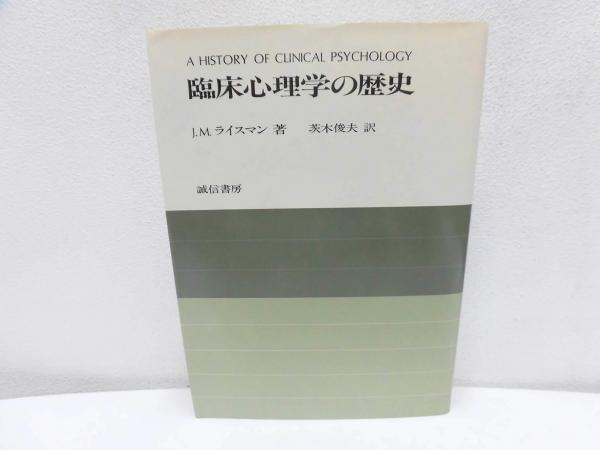 A HISTORY OF CLINICAL PSYCHOLOGY
臨床心理学の歴史
J.M.ライスマン 著 茨木俊夫 訳
誠信書房